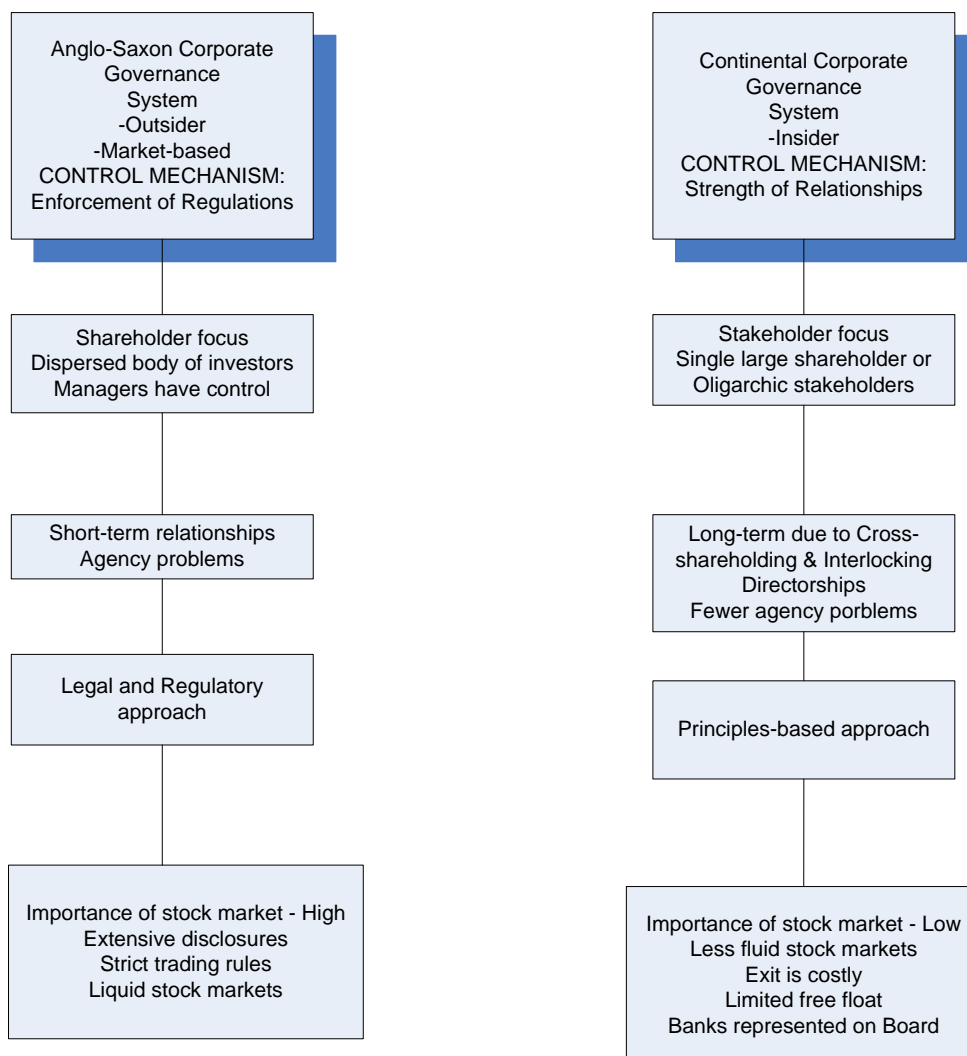 Anglo-Saxon Corporate
Governance
System
-Outsider
-Market-based
CONTROL MECHANISM:
Enforcement of Regulations
Shareholder focus
Dispersed body of investors
Managers have control
Short-term relationships
Agency problems
Legal and Regulatory
approach
Importance of stock market - High
Extensive disclosures
Strict trading rules
Liquid stock markets
Continental Corporate
Governance
System
-Insider
CONTROL MECHANISM:
Strength of Relationships
Stakeholder focus
Single large shareholder or
Oligarchic stakeholders
Long-term due to Cross-
shareholding & Interlocking
Directorships
Fewer agency porblems
Principles-based approach
Importance of stock market - Low
Less fluid stock markets
Exit is costly
Limited free float
Banks represented on Board